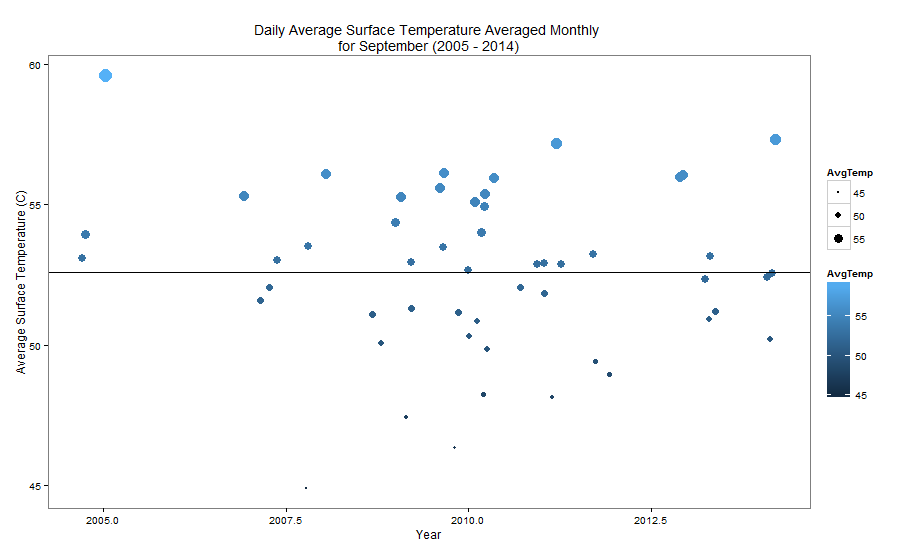 Daily Average Surface Temperature Averaged Monthly
for September (2005 - 2014)
60
55
50
45
Average Surface Temperature (C)
2005.0
2007.5
2010.0
2012.5
Year
AvgTemp
45
50
55
AvgTemp
55
50
45